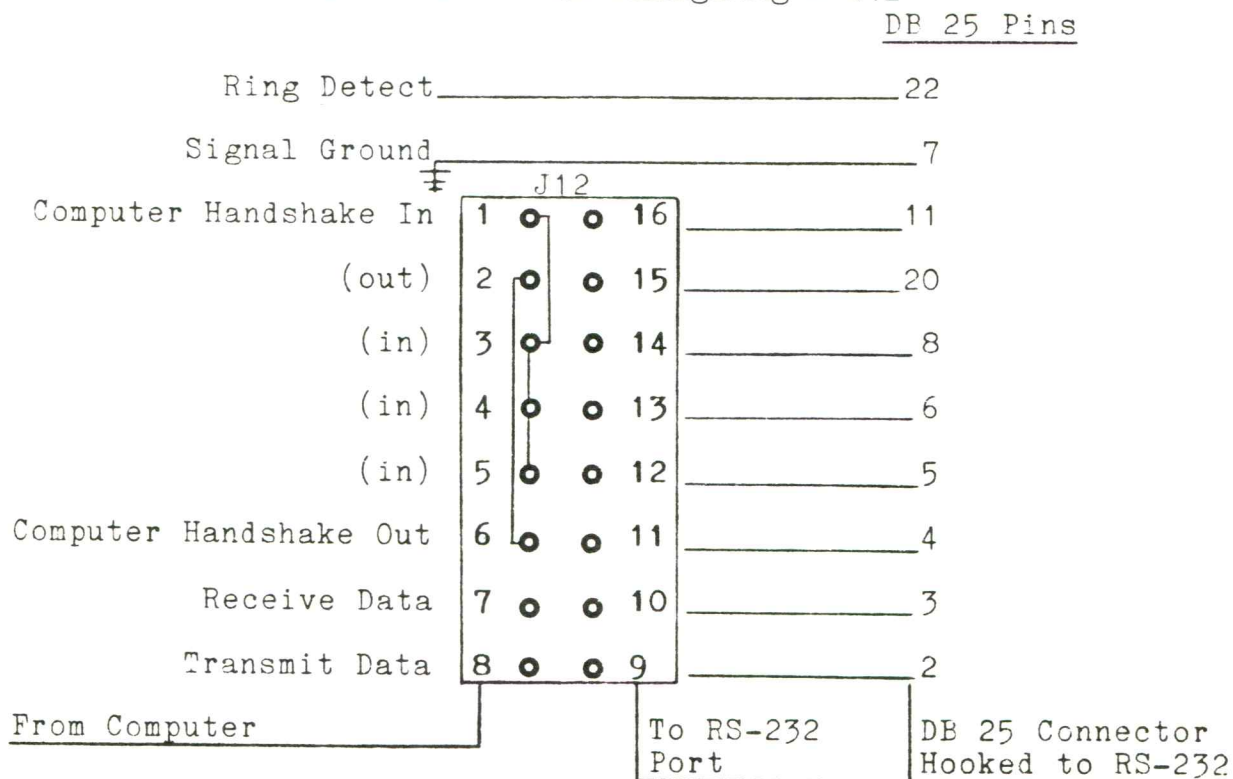 DB 25 Pins
Ring Detect 22
Signal Ground 7
J12
Computer Handshake In 1 16 11
(out) 2 15 20
(in) 3 14 8
(in) 4 13 6
(in) 5 12 5
Computer Handshake Out 6 11 4
Receive Data 7 10 3
Transmit Data 8 9 2
From Computer
To RS-232
Port
DB 25 Connector
Hooked to RS-232